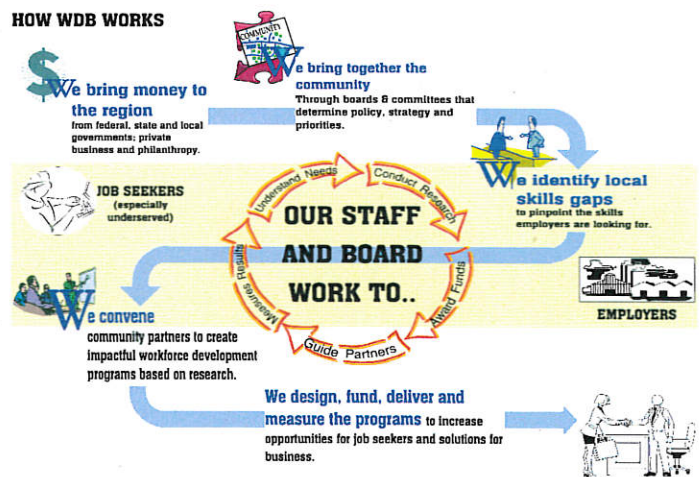 HOW WDB WORKS
We bring money to
the region
from federal, state and local
governments; private
business and philanthropy.
COMMUNITY
We bring together the
community
Through boards & committees that
determine policy, strategy and
priorities.
We identify local
skills gaps
to pinpoint the skills
employers are looking for.
JOB SEEKERS
(especially
underserved)
Understand Needs
Conduct Research
Award Funds
Guide Partners
Measures Results
OUR STAFF
AND BOARD
WORK TO..
EMPLOYERS
We convene
community partners to create
impactful workforce development
programs based on research.
We design, fund, deliver and
measure the programs to increase
opportunities for job seekers and solutions for
business.